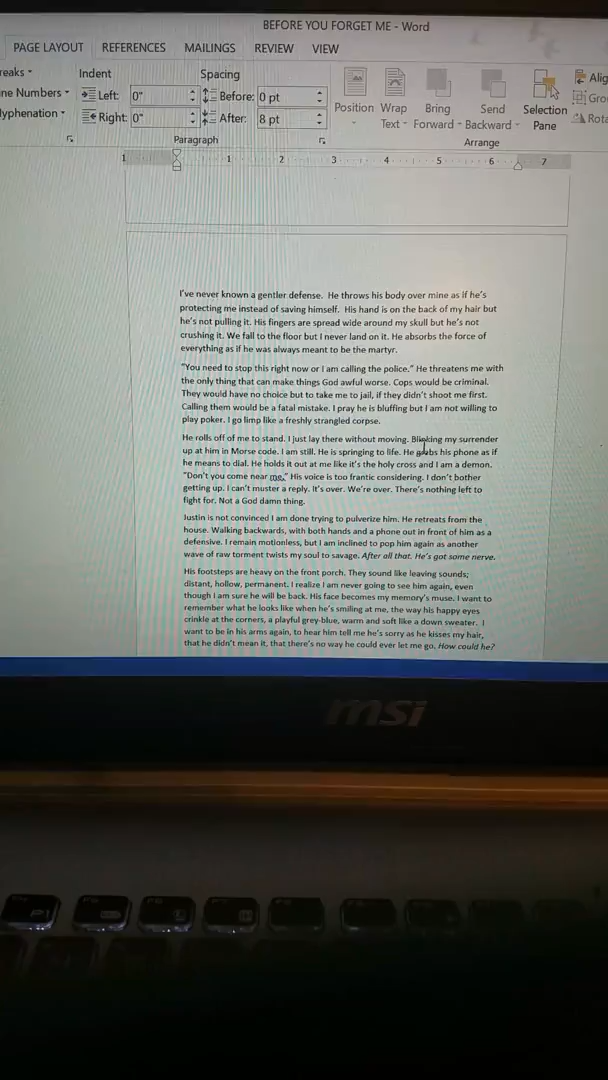 BEFORE YOU FORGET ME - Word
PAGE LAYOUT REFERENCES MAILINGS REVIEW VIEW
reaks Indent Spacing
ne Numbers Left: 0" Before: 0 pt
yphenation Right: 0" After: 8 pt
Position Wrap Text Bring Forward Send Backward Selection Pane
Alig
Grou
Rota
Paragraph Arrange
1 1 2 3 4 5 6 7
I've never known a gentler defense. He throws his body over mine as if he's
protecting me instead of saving himself. His hand is on the back of my hair but
he's not pulling it. His fingers are spread wide around my skull but he's not
crushing it. We fall to the floor but I never land on it. He absorbs the force of
everything as if he was always meant to be the martyr.
"You need to stop this right now or I am calling the police." He threatens me with
the only thing that can make things God awful worse. Cops would be criminal.
They would have no choice but to take me to jail, if they didn't shoot me first.
Calling them would be a fatal mistake. I pray he is bluffing but I am not willing to
play poker. I go limp like a freshly strangled corpse.
He rolls off of me to stand. I just lay there without moving. Blinking my surrender
up at him in Morse code. I am still. He is springing to life. He grabs his phone as if
he means to dial. He holds it out at me like it's the holy cross and I am a demon.
"Don't you come near me." His voice is too frantic considering. I don't bother
getting up. I can't muster a reply. It's over. We're over. There's nothing left to
fight for. Not a God damn thing.
Justin is not convinced I am done trying to pulverize him. He retreats from the
house. Walking backwards, with both hands and a phone out in front of him as a
defensive. I remain motionless, but I am inclined to pop him again as another
wave of raw torment twists my soul to savage. After all that. He's got some nerve.
His footsteps are heavy on the front porch. They sound like leaving sounds;
distant, hollow, permanent. I realize I am never going to see him again, even
though I am sure he will be back. His face becomes my memory's muse. I want to
remember what he looks like when he's smiling at me, the way his happy eyes
crinkle at the corners, a playful grey-blue, warm and soft like a down sweater. I
want to be in his arms again, to hear him tell me he's sorry as he kisses my hair,
that he didn't mean it, that there's no way he could ever let me go. How could he?
msi